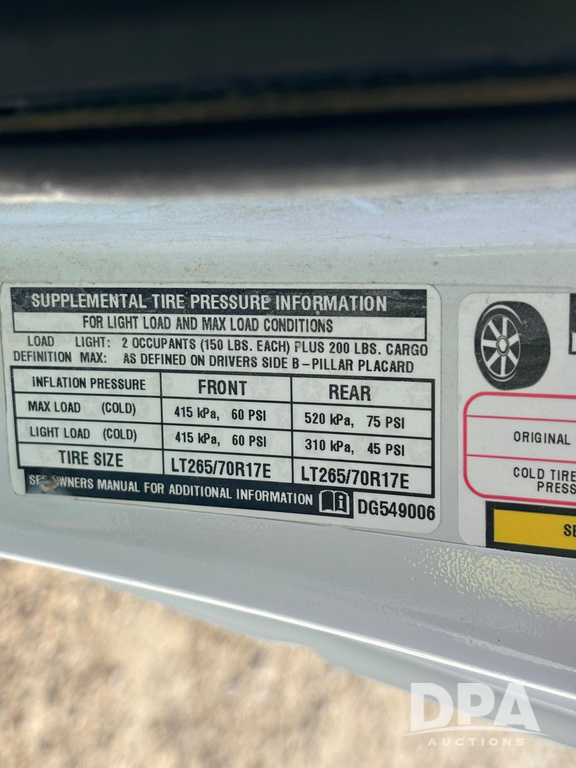 SUPPLEMENTAL TIRE PRESSURE INFORMATION
FOR LIGHT LOAD AND MAX LOAD CONDITIONS
LOAD LIGHT: 2 OCCUPANTS (150 LBS. EACH) PLUS 200 LBS. CARGO
DEFINITION MAX: AS DEFINED ON DRIVERS SIDE B-PILLAR PLACARD
INFLATION PRESSURE FRONT REAR
MAX LOAD (COLD) 415 kPa, 60 PSI 520 kPa, 75 PSI
LIGHT LOAD (COLD) 415 kPa, 60 PSI 310 kPa, 45 PSI
TIRE SIZE LT265/70R17E LT265/70R17E
SEE OWNERS MANUAL FOR ADDITIONAL INFORMATION DG549006
ORIGINAL
COLD TIRE
PRESS
SE
DPA
AUCTIONS